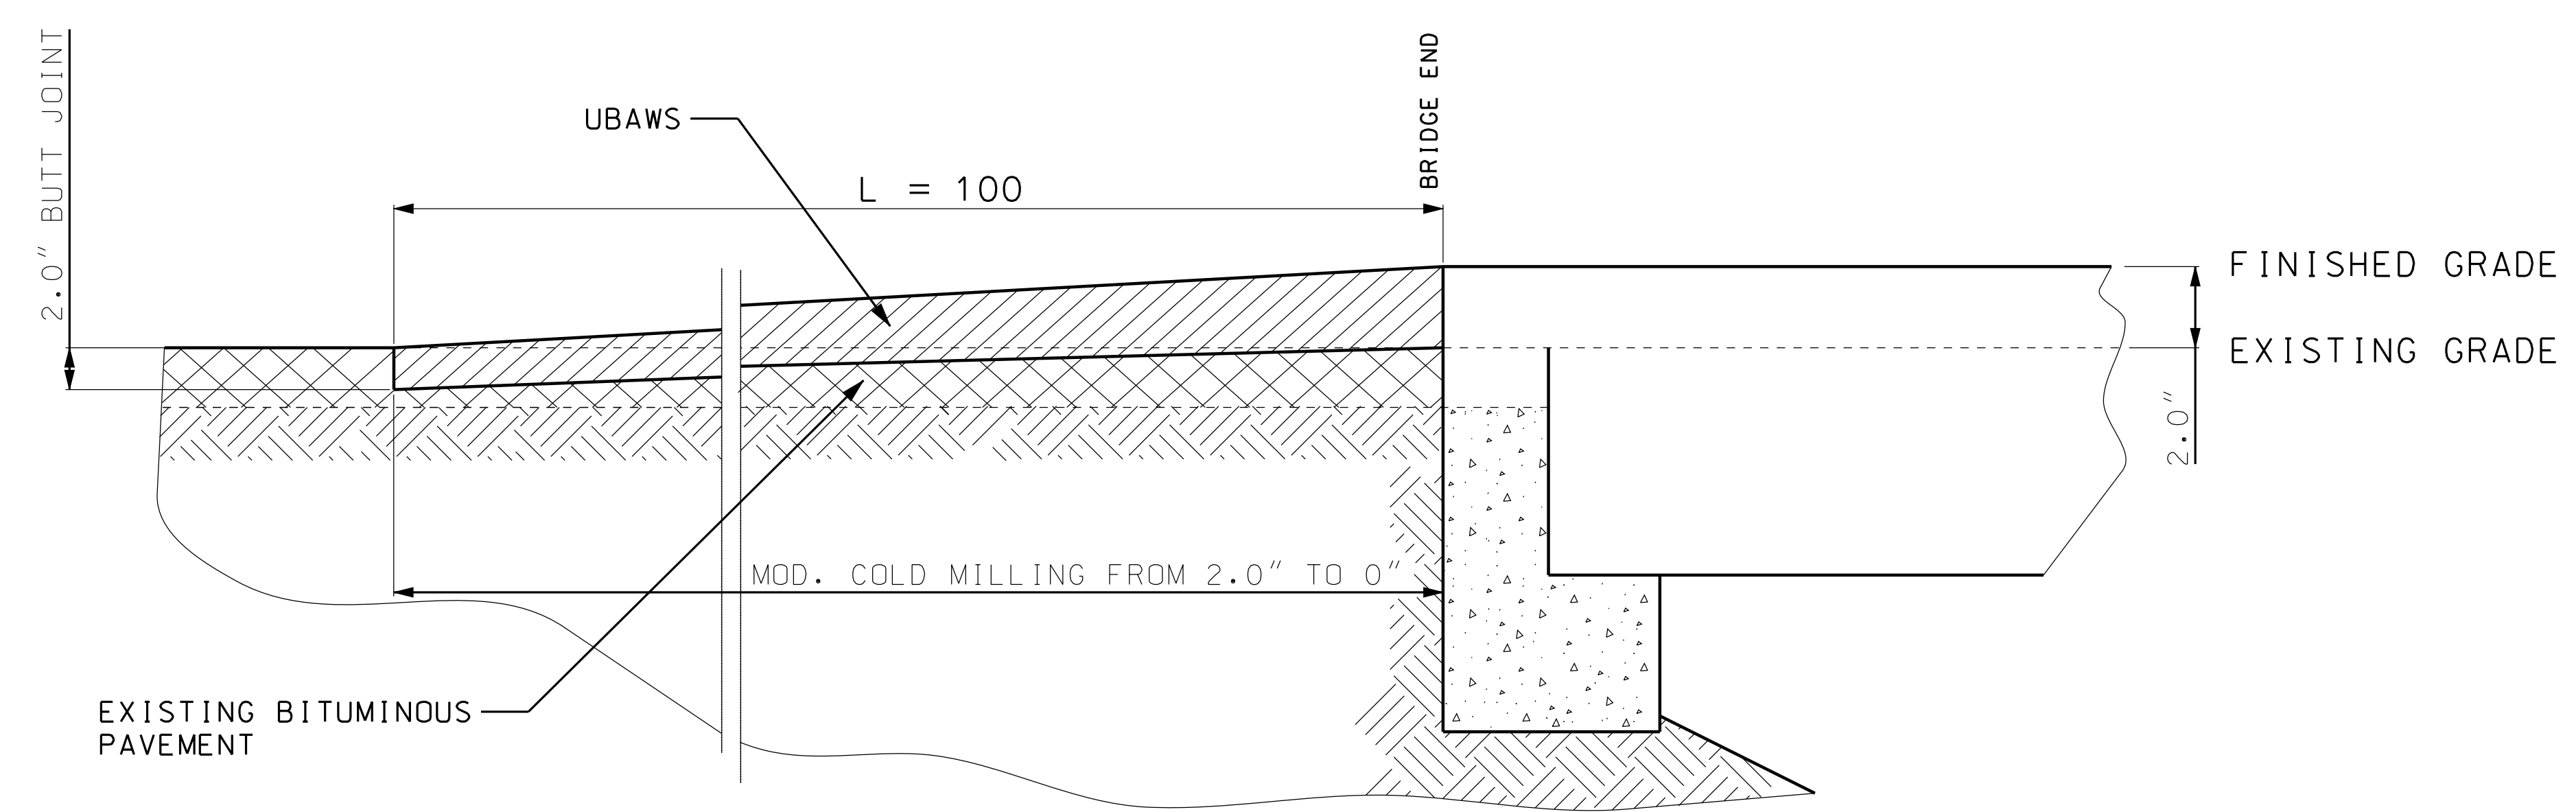 2.0" BUTT JOINT
UBAWS
L = 100
BRIDGE END
FINISHED GRADE
EXISTING GRADE
2.0"
MOD. COLD MILLING FROM 2.0" TO 0"
EXISTING BITUMINOUS
PAVEMENT